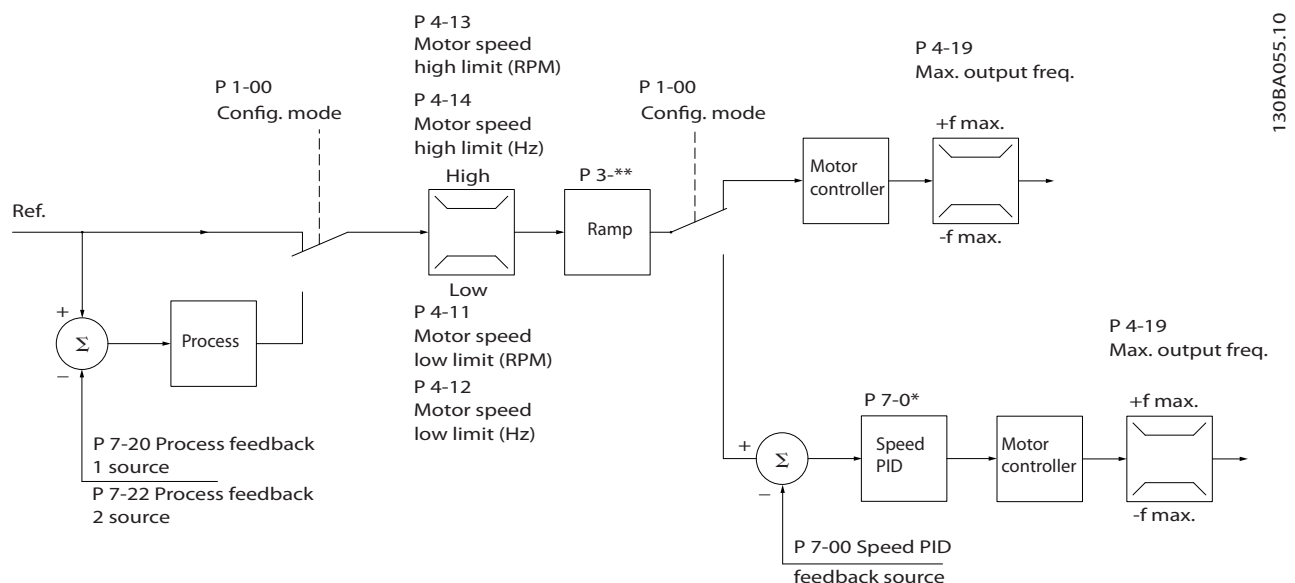 P 4-13
Motor speed
high limit (RPM)
P 4-14
Motor speed
high limit (Hz)
P 1-00
Config. mode
P 1-00
Config. mode
P 4-19
Max. output freq.
130BA055.10
Ref.
High
Low
P 3-**
Ramp
Motor
controller
+f max.
-f max.
+
Σ
−
Process
P 4-11
Motor speed
low limit (RPM)
P 4-12
Motor speed
low limit (Hz)
P 7-20 Process feedback
1 source
P 7-22 Process feedback
2 source
P 4-19
Max. output freq.
+
Σ
−
P 7-0*
Speed
PID
Motor
controller
+f max.
-f max.
P 7-00 Speed PID
feedback source